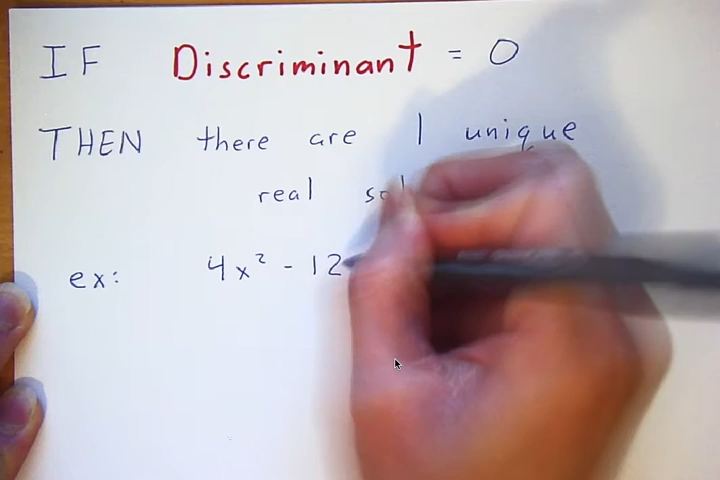 IF Discriminant = 0
THEN there are 1 unique
real
ex: 4x² - 12